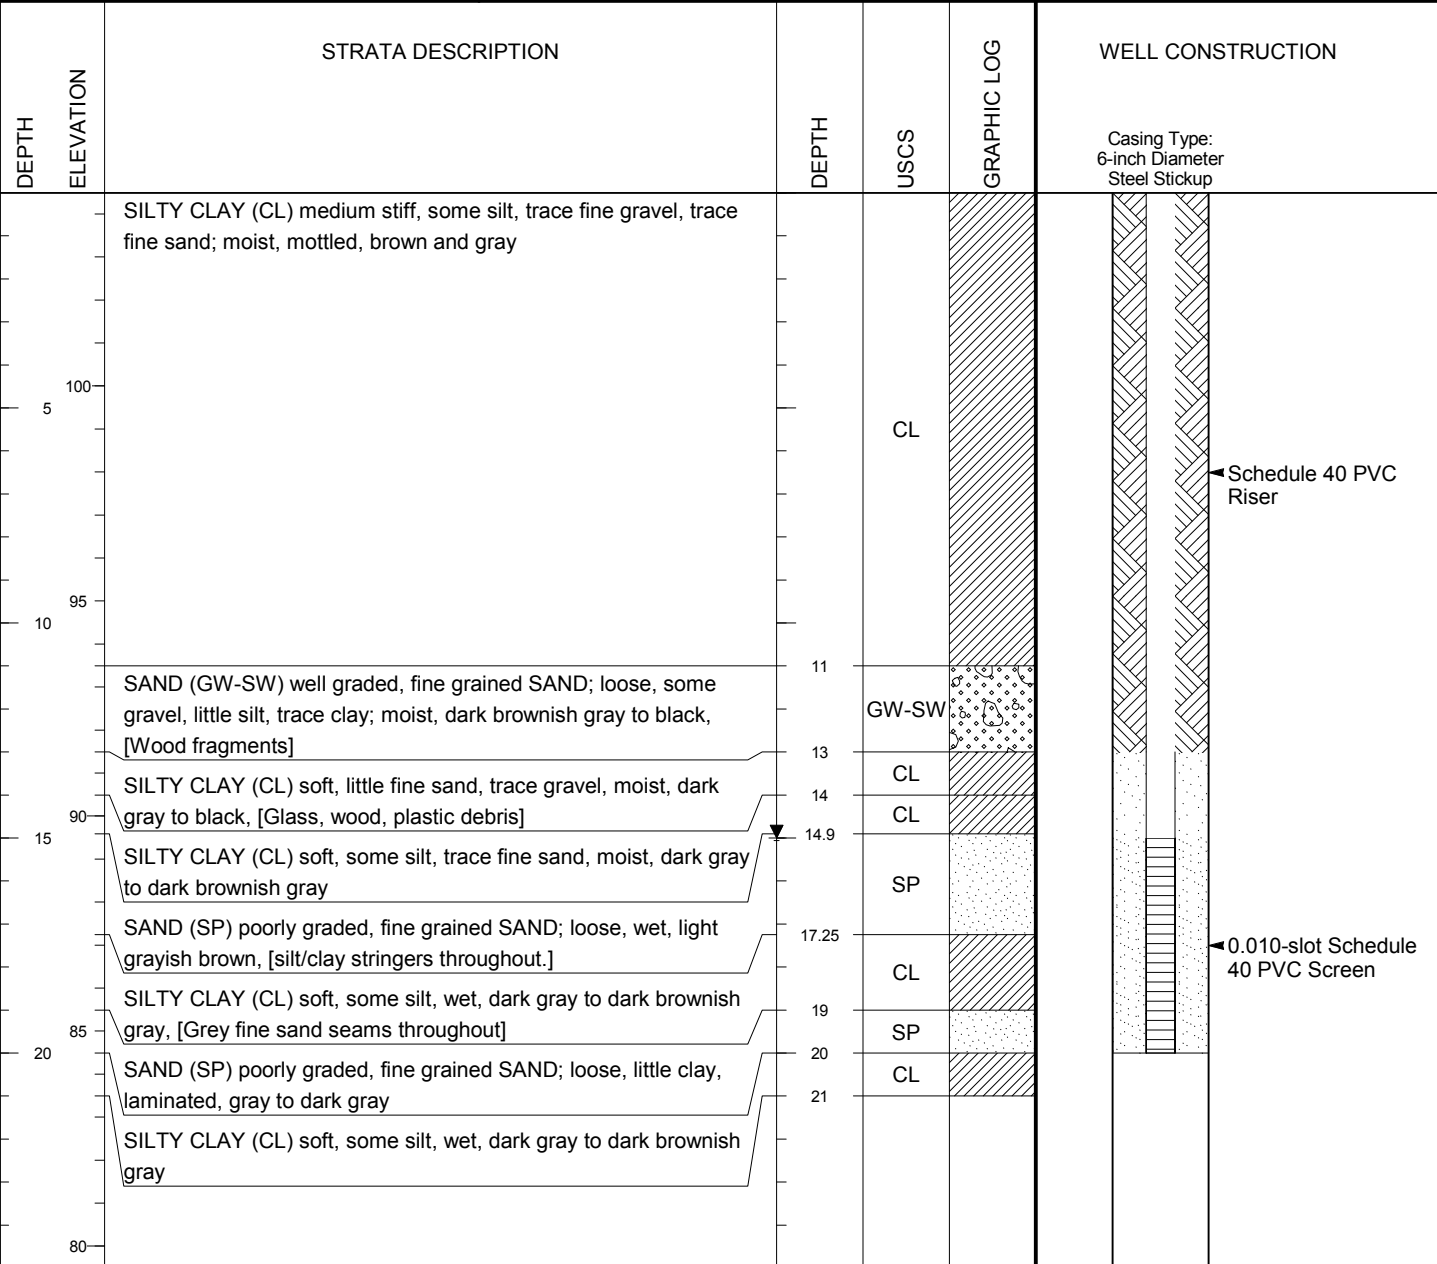 DEPTH
ELEVATION
STRATA DESCRIPTION
DEPTH
USCS
GRAPHIC LOG
WELL CONSTRUCTION
Casing Type:
6-inch Diameter
Steel Stickup
SILTY CLAY (CL) medium stiff, some silt, trace fine gravel, trace
fine sand; moist, mottled, brown and gray
100
5
CL
Schedule 40 PVC
Riser
95
10
11
SAND (GW-SW) well graded, fine grained SAND; loose, some
gravel, little silt, trace clay; moist, dark brownish gray to black,
[Wood fragments]
GW-SW
13
SILTY CLAY (CL) soft, little fine sand, trace gravel, moist, dark
gray to black, [Glass, wood, plastic debris]
CL
14
90
CL
15
14.9
SILTY CLAY (CL) soft, some silt, trace fine sand, moist, dark gray
to dark brownish gray
SP
SAND (SP) poorly graded, fine grained SAND; loose, wet, light
grayish brown, [silt/clay stringers throughout.]
17.25
0.010-slot Schedule
40 PVC Screen
CL
SILTY CLAY (CL) soft, some silt, wet, dark gray to dark brownish
gray, [Grey fine sand seams throughout]
19
85
SP
20
20
SAND (SP) poorly graded, fine grained SAND; loose, little clay,
laminated, gray to dark gray
CL
21
SILTY CLAY (CL) soft, some silt, wet, dark gray to dark brownish
gray
80